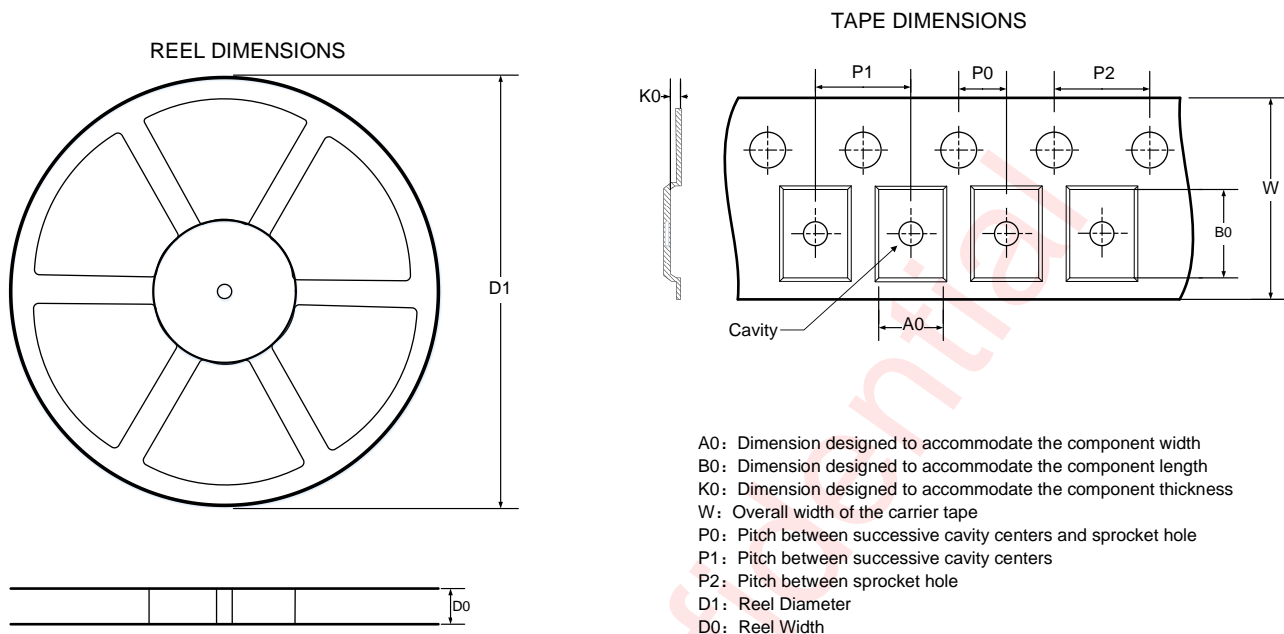 TAPE DIMENSIONS
REEL DIMENSIONS
P1
P0
P2
K0
W
B0
D1
Cavity
A0
A0：Dimension designed to accommodate the component width
B0：Dimension designed to accommodate the component length
K0：Dimension designed to accommodate the component thickness
W：Overall width of the carrier tape
P0：Pitch between successive cavity centers and sprocket hole
P1：Pitch between successive cavity centers
P2：Pitch between sprocket hole
D1：Reel Diameter
D0：Reel Width
D0
fidential